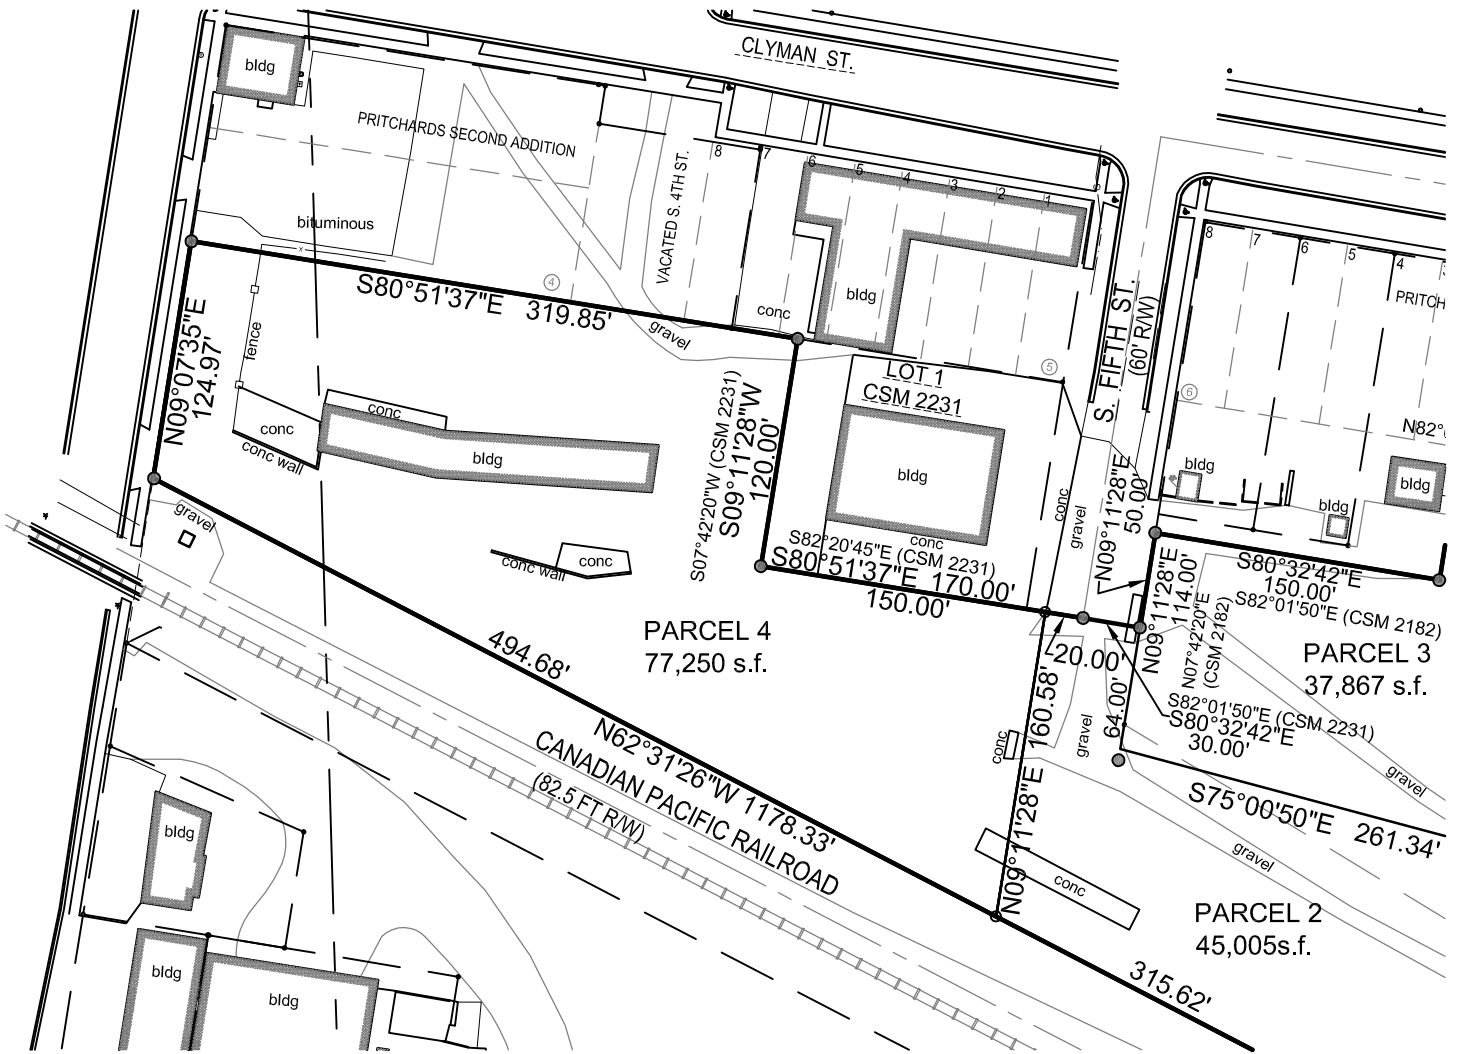 CLYMAN ST.
bldg
PRITCHARDS SECOND ADDITION
VACATED S. 4TH ST.
8
7
6
5
4
3
2
1
bituminous
x
4
S80°51'37"E 319.85'
gravel
conc
bldg
fence
N09°07'35"E
124.97'
conc
conc
conc wall
bldg
S07°42'20"W (CSM 2231)
S09°11'28"W
120.00'
LOT 1
CSM 2231
bldg
conc
5
S. FIFTH ST.
(60' R/W)
8
7
6
5
4
PRITCH
6
N82°
bldg
bldg
bldg
conc
gravel
N09°11'28"E
50.00'
S82°20'45"E (CSM 2231)
S80°51'37"E 170.00'
150.00'
S80°32'42"E
150.00'
S82°01'50"E (CSM 2182)
N09°11'28"E
114.00'
N07°42'20"E
(CSM 2182)
PARCEL 3
37,867 s.f.
gravel
conc wall
conc
PARCEL 4
77,250 s.f.
20.00'
64.00'
S82°01'50"E (CSM 2231)
S80°32'42"E
30.00'
gravel
conc
N09°11'28"E 160.58'
gravel
S75°00'50"E 261.34'
gravel
conc
494.68'
N62°31'26"W 1178.33'
CANADIAN PACIFIC RAILROAD
(82.5 FT R/W)
PARCEL 2
45,005s.f.
315.62'
bldg
bldg
bldg